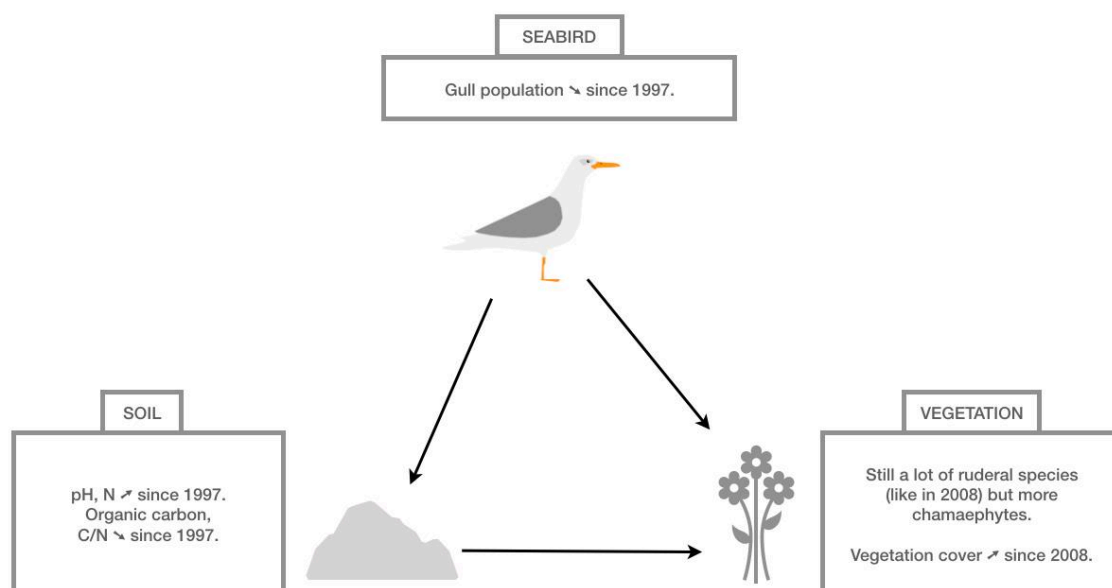 SEABIRD
Gull population ➘ since 1997.
SOIL
pH, N ➚ since 1997.
Organic carbon,
C/N ➘ since 1997.
VEGETATION
Still a lot of ruderal species
(like in 2008) but more
chamaephytes.
Vegetation cover ➚ since 2008.